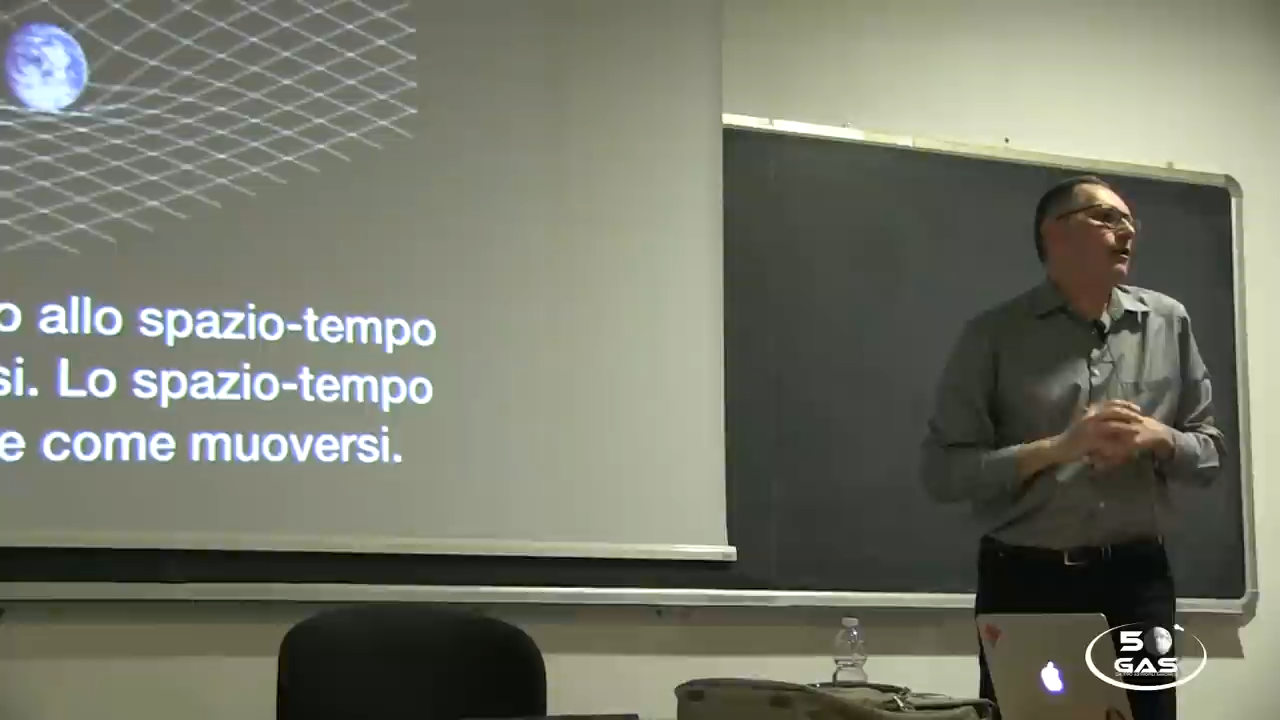 o allo spazio-tempo
si. Lo spazio-tempo
e come muoversi.
50
GAS